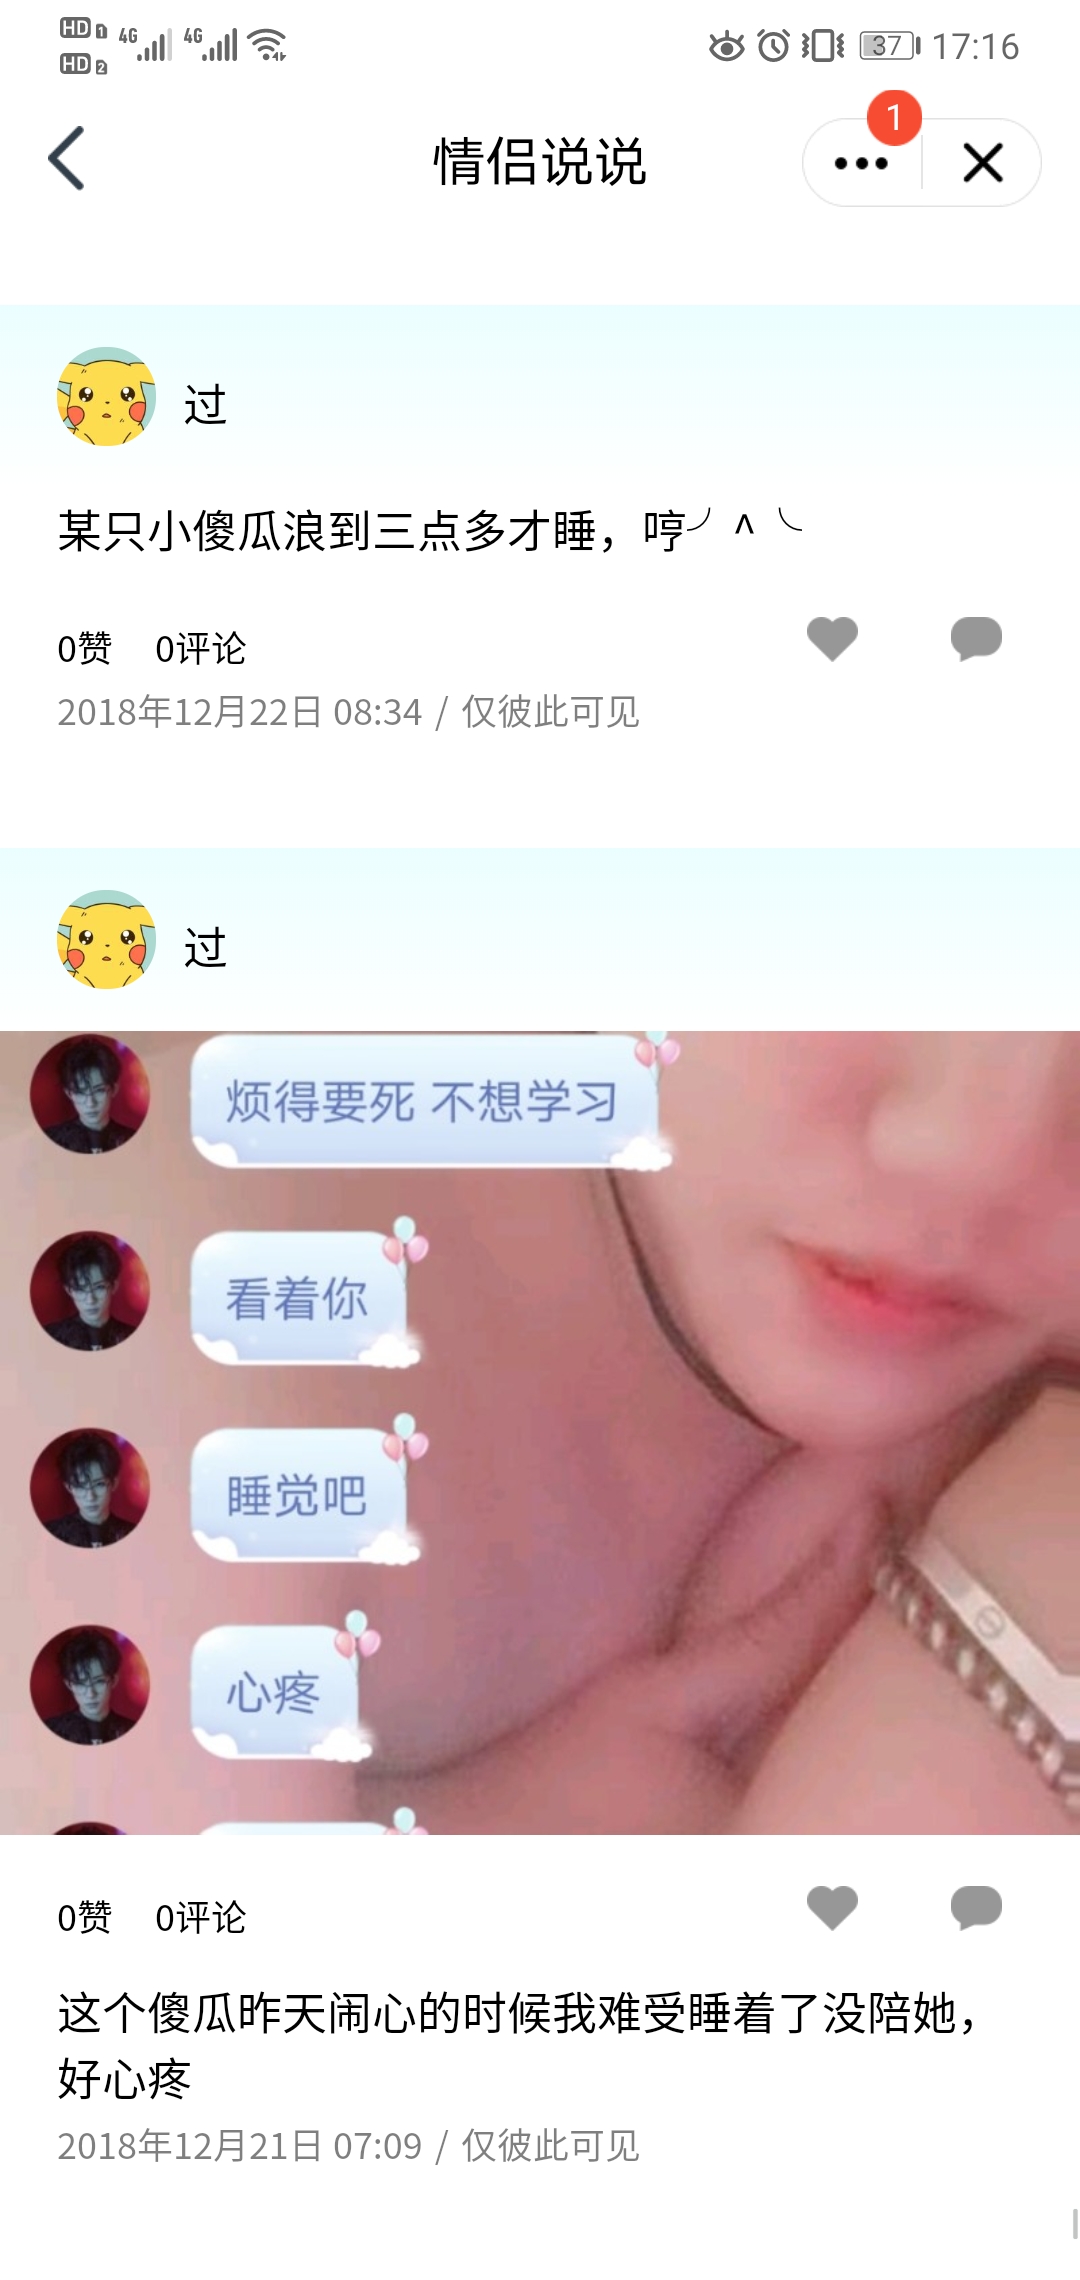 HD 1 4G 4G 37 17:16
HD 2
情侣说说
1
过
某只小傻瓜浪到三点多才睡，哼╯^╰
0赞 0评论
2018年12月22日 08:34 / 仅彼此可见
过
烦得要死 不想学习
看着你
睡觉吧
心疼
0赞 0评论
这个傻瓜昨天闹心的时候我难受睡着了没陪她，
好心疼
2018年12月21日 07:09 / 仅彼此可见